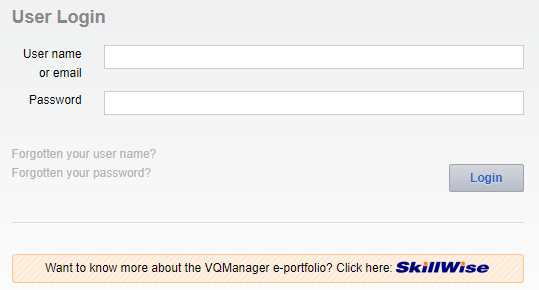 User Login
User name
or email
Password
Forgotten your user name?
Forgotten your password?
Login
Want to know more about the VQManager e-portfolio? Click here: SkillWise